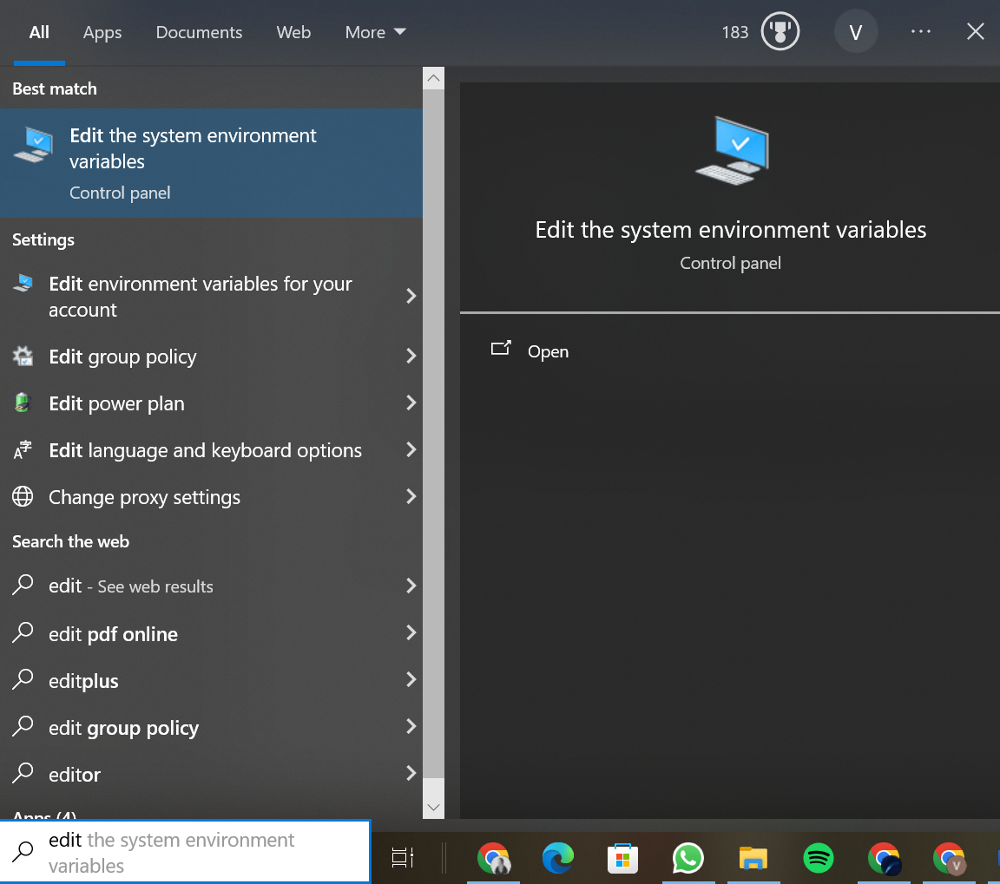 All Apps Documents Web More 183 V
Best match
Edit the system environment
variables
Control panel
Settings
Edit environment variables for your
account
Edit group policy
Edit power plan
Edit language and keyboard options
Change proxy settings
Search the web
edit - See web results
edit pdf online
editplus
edit group policy
editor
Apps (4)
edit the system environment
variables
Edit the system environment variables
Control panel
Open
V